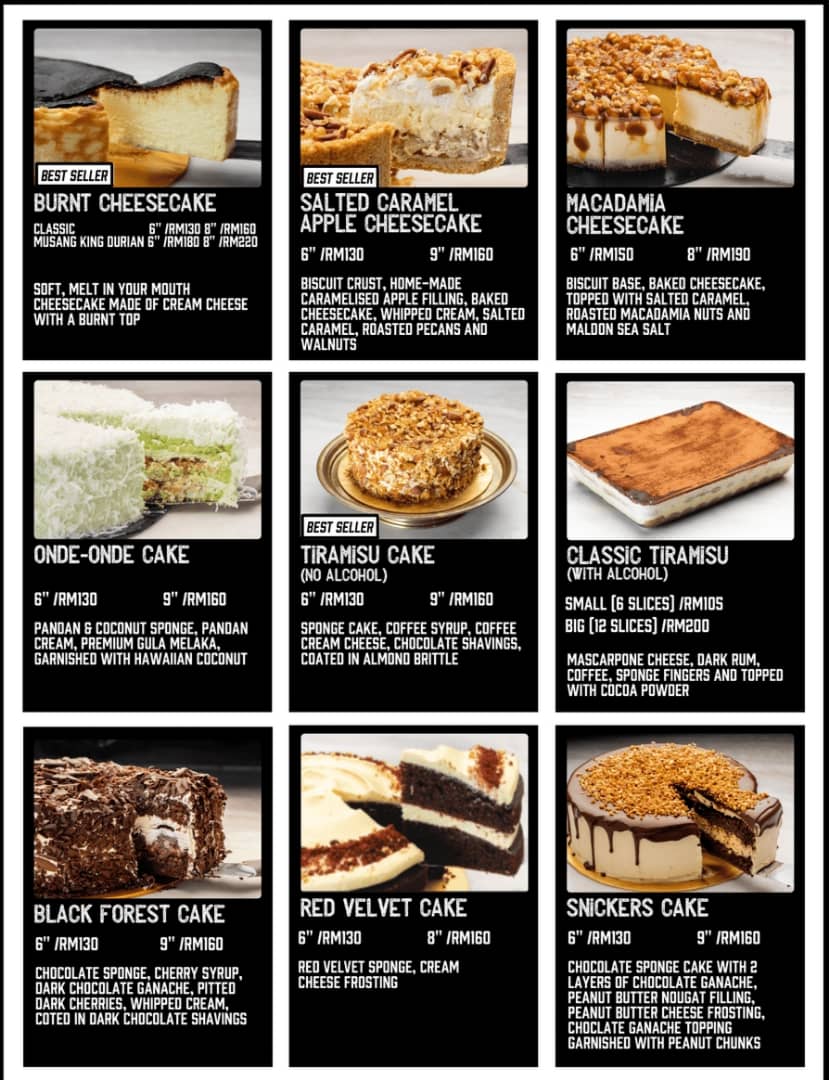 BEST SELLER
BURNT CHEESECAKE
CLASSIC 6" /RM130 8" /RM160
MUSANG KING DURIAN 6" /RM180 8" /RM220
SOFT, MELT IN YOUR MOUTH
CHEESECAKE MADE OF CREAM CHEESE
WITH A BURNT TOP
BEST SELLER
SALTED CARAMEL
APPLE CHEESECAKE
6" /RM130 9" /RM160
BISCUIT CRUST, HOME-MADE
CARAMELISED APPLE FILLING, BAKED
CHEESECAKE, WHIPPED CREAM, SALTED
CARAMEL, ROASTED PECANS AND
WALNUTS
MACADAMiA
CHEESECAKE
6" /RM150 8" /RM190
BISCUIT BASE, BAKED CHEESECAKE,
TOPPED WITH SALTED CARAMEL,
ROASTED MACADAMIA NUTS AND
MALDON SEA SALT
ONDE-ONDE CAKE
6" /RM130 9" /RM160
PANDAN & COCONUT SPONGE, PANDAN
CREAM, PREMIUM GULA MELAKA,
GARNISHED WITH HAWAIIAN COCONUT
BEST SELLER
TIRAMiSU CAKE
(NO ALCOHOL)
6" /RM130 9" /RM160
SPONGE CAKE, COFFEE SYRUP, COFFEE
CREAM CHEESE, CHOCOLATE SHAVINGS,
COATED IN ALMOND BRITTLE
CLASSiC TiRAMiSU
(WITH ALCOHOL)
SMALL (6 SLICES) /RM105
BIG (12 SLICES) /RM200
MASCARPONE CHEESE, DARK RUM,
COFFEE, SPONGE FINGERS AND TOPPED
WITH COCOA POWDER
BLACK FOREST CAKE
6" /RM130 9" /RM160
CHOCOLATE SPONGE, CHERRY SYRUP,
DARK CHOCOLATE GANACHE, PITTED
DARK CHERRIES, WHIPPED CREAM,
COTED IN DARK CHOCOLATE SHAVINGS
RED VELVET CAKE
6" /RM130 8" /RM160
RED VELVET SPONGE, CREAM
CHEESE FROSTING
SNiCKERS CAKE
6" /RM130 9" /RM160
CHOCOLATE SPONGE CAKE WITH 2
LAYERS OF CHOCOLATE GANACHE,
PEANUT BUTTER NOUGAT FILLING,
PEANUT BUTTER CHEESE FROSTING,
CHOCLATE GANACHE TOPPING
GARNISHED WITH PEANUT CHUNKS